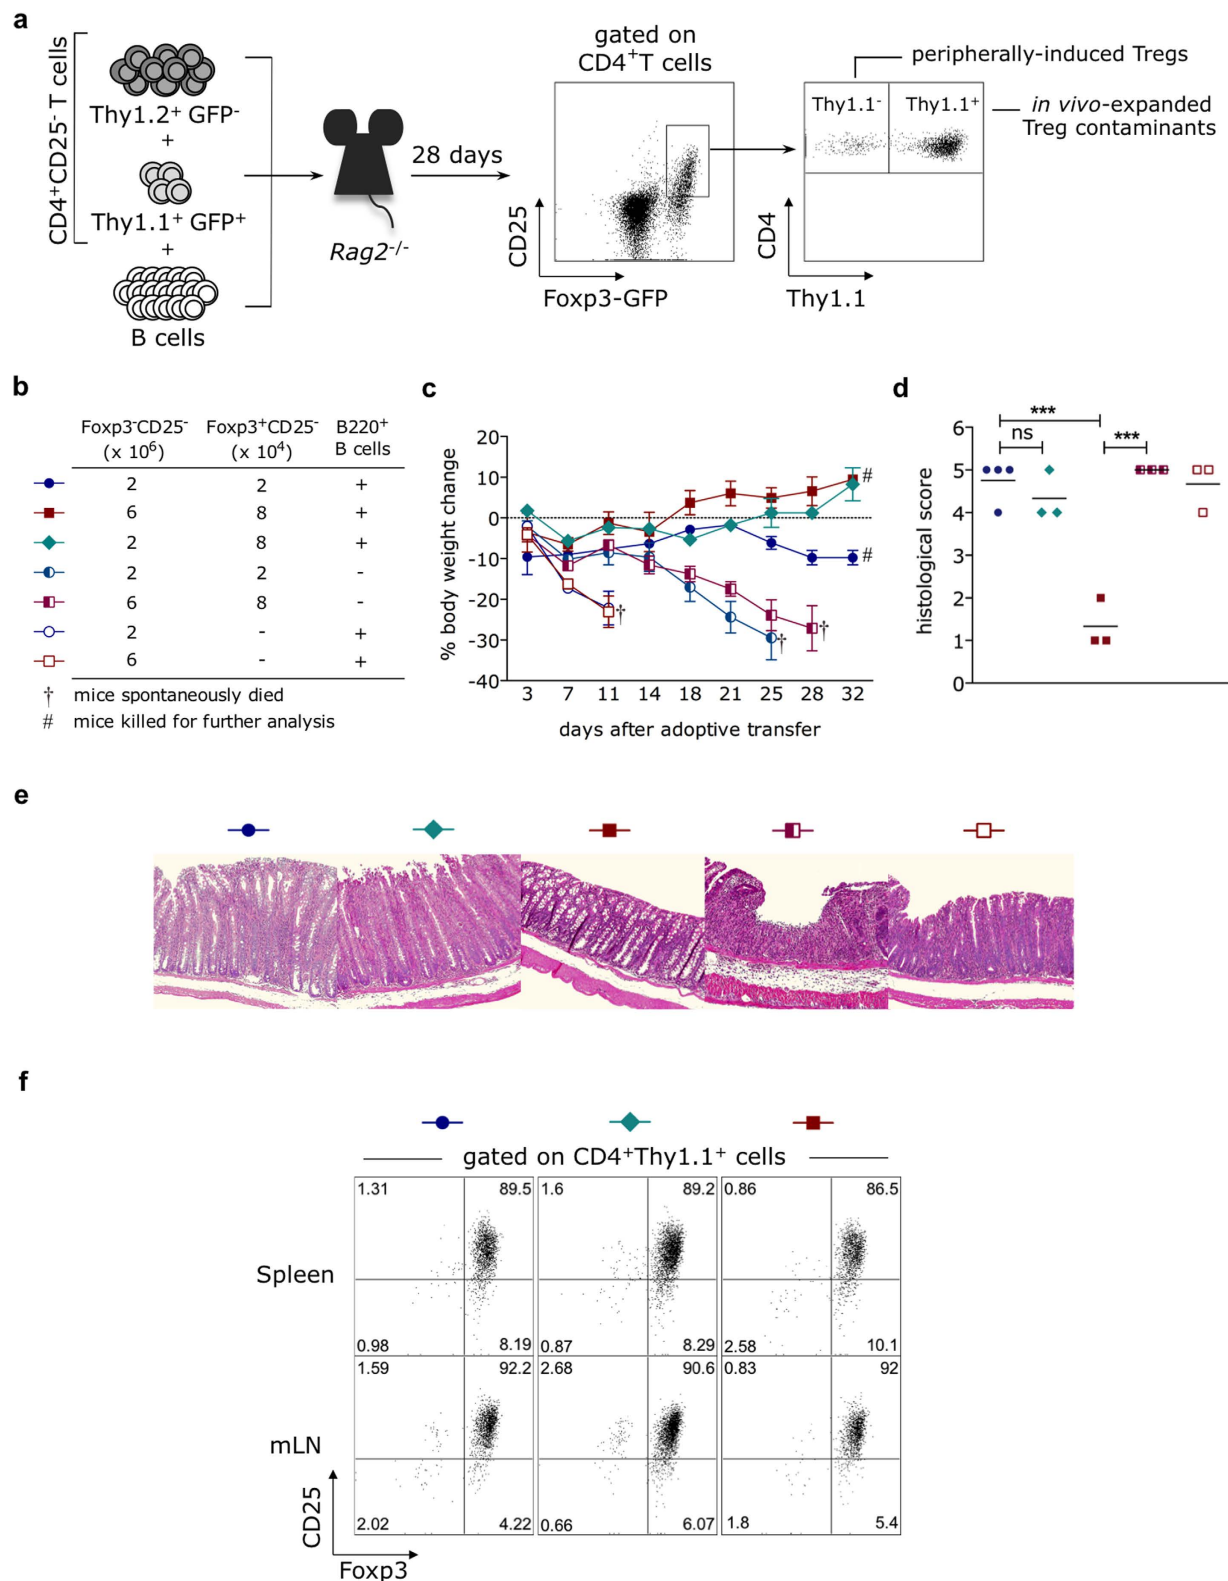 a
CD4+CD25- T cells
Thy1.2+ GFP-
+
Thy1.1+ GFP+
+
B cells
Rag2-/-
28 days
gated on
CD4+T cells
CD25
Foxp3-GFP
Thy1.1-
Thy1.1+
CD4
Thy1.1
peripherally-induced Tregs
in vivo-expanded
Treg contaminants
b
Foxp3-CD25- Foxp3+CD25- B220+
(x 10^6) (x 10^4) B cells
2 2 +
6 8 +
2 8 +
2 2 -
6 8 -
2 - +
6 - +
† mice spontaneously died
# mice killed for further analysis
c
% body weight change
20
10
0
-10
-20
-30
-40
#
#
†
†
†
3 7 11 14 18 21 25 28 32
days after adoptive transfer
d
histological score
***
ns
***
6
5
4
3
2
1
0
e
f
gated on CD4+Thy1.1+ cells
Spleen
1.31 89.5 1.6 89.2 0.86 86.5
0.98 8.19 0.87 8.29 2.58 10.1
mLN
1.59 92.2 2.68 90.6 0.83 92
2.02 4.22 0.66 6.07 1.8 5.4
CD25
Foxp3